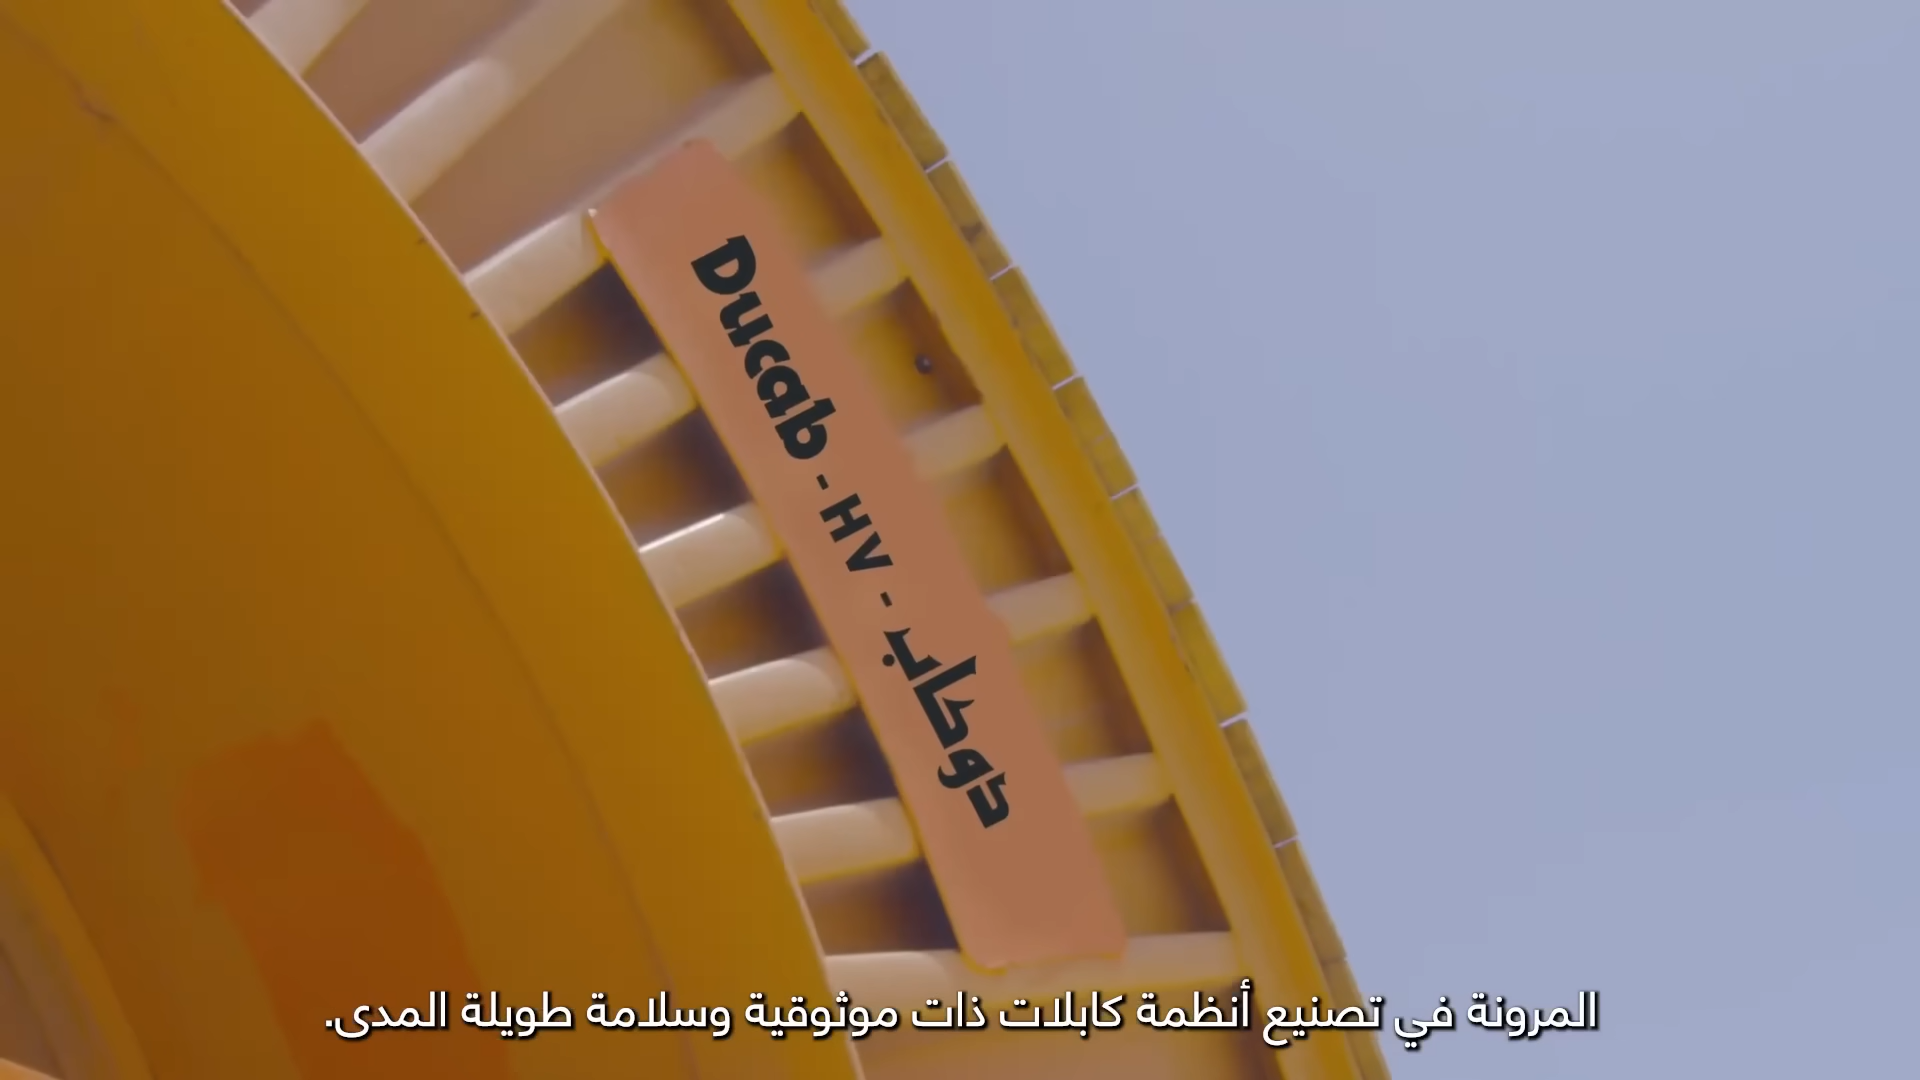 Ducab - HV - دوكاب
المرونة في تصنيع أنظمة كابلات ذات موثوقية وسلامة طويلة المدى.